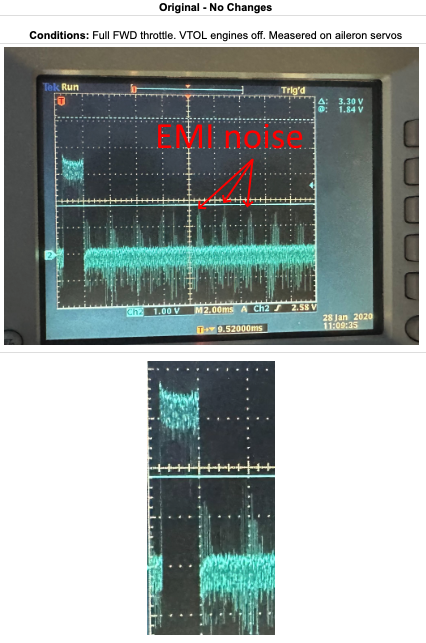 Original - No Changes
Conditions: Full FWD throttle. VTOL engines off. Measered on aileron servos
Tek Run
Trig'd
T
T
Δ: 3.30 V
@: 1.84 V
EMI noise
2
Ch2 1.00 V M2.00ms A Ch2 ƒ 2.58 V
28 Jan 2020
11:09:35
T 9.52000ms